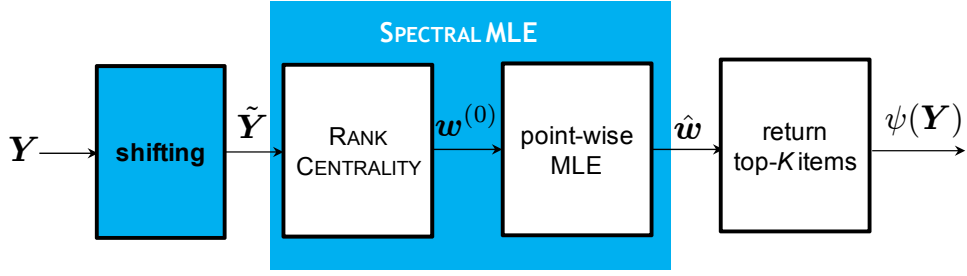 SPECTRAL MLE
Y
shifting
Ỹ
RANK
CENTRALITY
w^(0)
point-wise
MLE
ŵ
return
top-K items
ψ(Y)